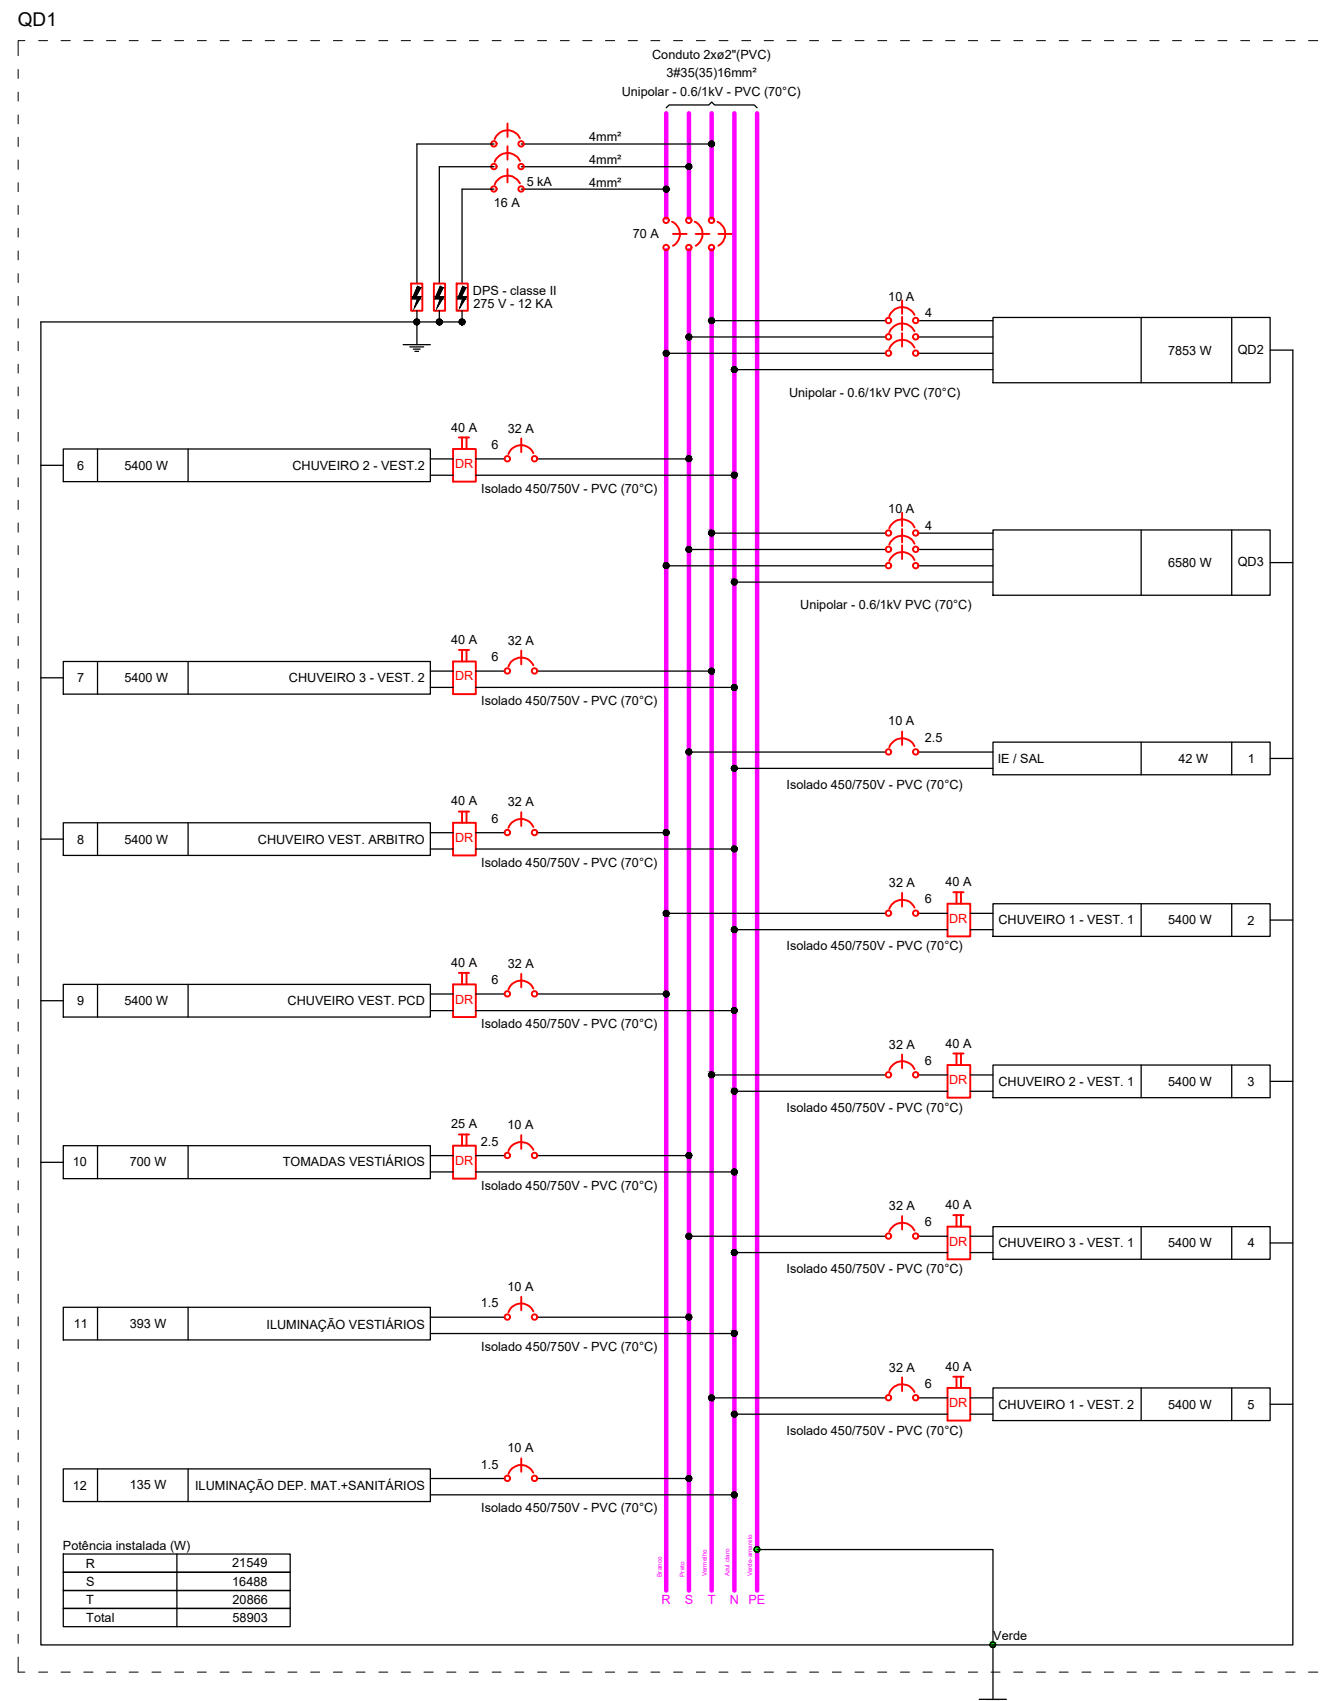 QD1
Conduto 2xø2"(PVC)
3#35(35)16mm²
Unipolar - 0.6/1kV - PVC (70°C)
4mm²
4mm²
5 kA
4mm²
16 A
70 A
DPS - classe II
275 V - 12 KA
10 A
4
7853 W
QD2
Unipolar - 0.6/1kV PVC (70°C)
40 A
32 A
6
6
5400 W
CHUVEIRO 2 - VEST.2
DR
Isolado 450/750V - PVC (70°C)
10 A
4
6580 W
QD3
Unipolar - 0.6/1kV PVC (70°C)
40 A
32 A
6
7
5400 W
CHUVEIRO 3 - VEST. 2
DR
Isolado 450/750V - PVC (70°C)
10 A
2.5
IE / SAL
42 W
1
Isolado 450/750V - PVC (70°C)
40 A
32 A
6
8
5400 W
CHUVEIRO VEST. ARBITRO
DR
Isolado 450/750V - PVC (70°C)
32 A
40 A
6
DR
CHUVEIRO 1 - VEST. 1
5400 W
2
Isolado 450/750V - PVC (70°C)
40 A
32 A
6
9
5400 W
CHUVEIRO VEST. PCD
DR
Isolado 450/750V - PVC (70°C)
32 A
40 A
6
DR
CHUVEIRO 2 - VEST. 1
5400 W
3
Isolado 450/750V - PVC (70°C)
25 A
10 A
2.5
10
700 W
TOMADAS VESTIÁRIOS
DR
Isolado 450/750V - PVC (70°C)
32 A
40 A
6
DR
CHUVEIRO 3 - VEST. 1
5400 W
4
Isolado 450/750V - PVC (70°C)
10 A
1.5
11
393 W
ILUMINAÇÃO VESTIÁRIOS
Isolado 450/750V - PVC (70°C)
32 A
40 A
6
DR
CHUVEIRO 1 - VEST. 2
5400 W
5
Isolado 450/750V - PVC (70°C)
10 A
1.5
12
135 W
ILUMINAÇÃO DEP. MAT.+SANITÁRIOS
Isolado 450/750V - PVC (70°C)
Potência instalada (W)
R 21549
S 16488
T 20866
Total 58903
Branco
Preto
Vermelho
Azul claro
Verde-amarelo
R S T N PE
Verde